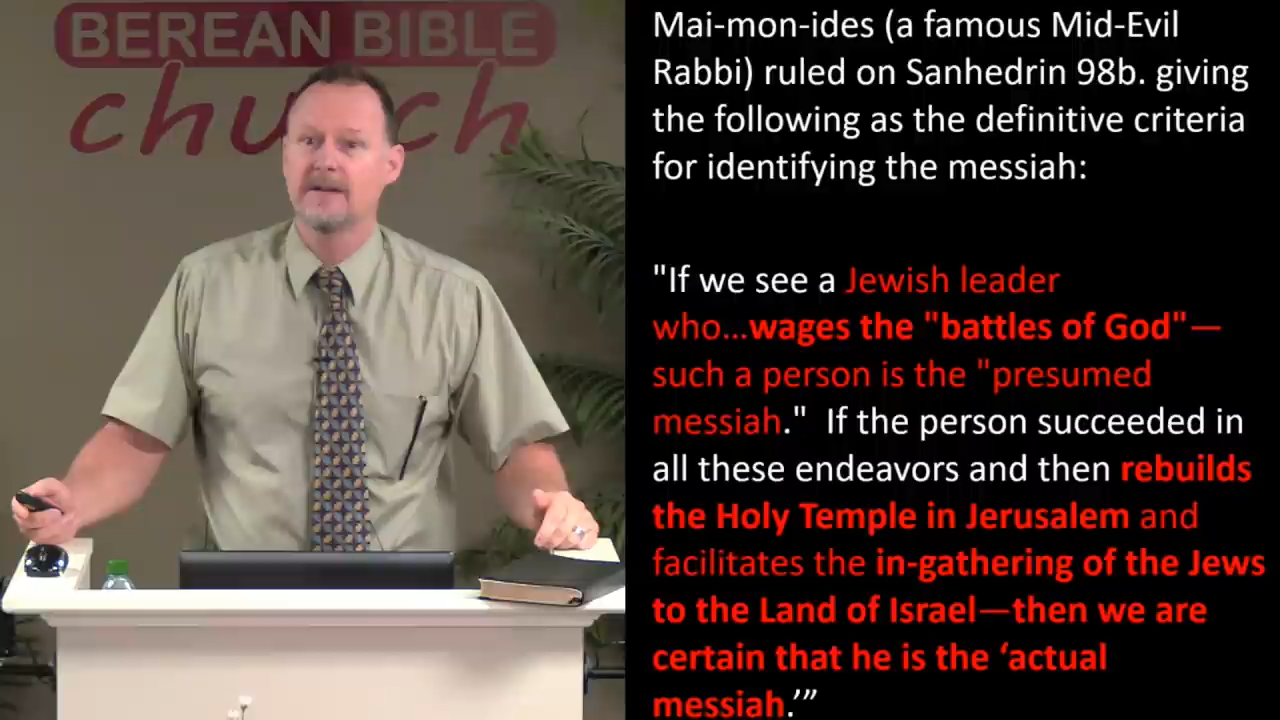 BEREAN BIBLE
church
Mai-mon-ides (a famous Mid-Evil
Rabbi) ruled on Sanhedrin 98b. giving
the following as the definitive criteria
for identifying the messiah:
"If we see a Jewish leader
who...wages the "battles of God"—
such a person is the "presumed
messiah."  If the person succeeded in
all these endeavors and then rebuilds
the Holy Temple in Jerusalem and
facilitates the in-gathering of the Jews
to the Land of Israel—then we are
certain that he is the ‘actual
messiah.’”